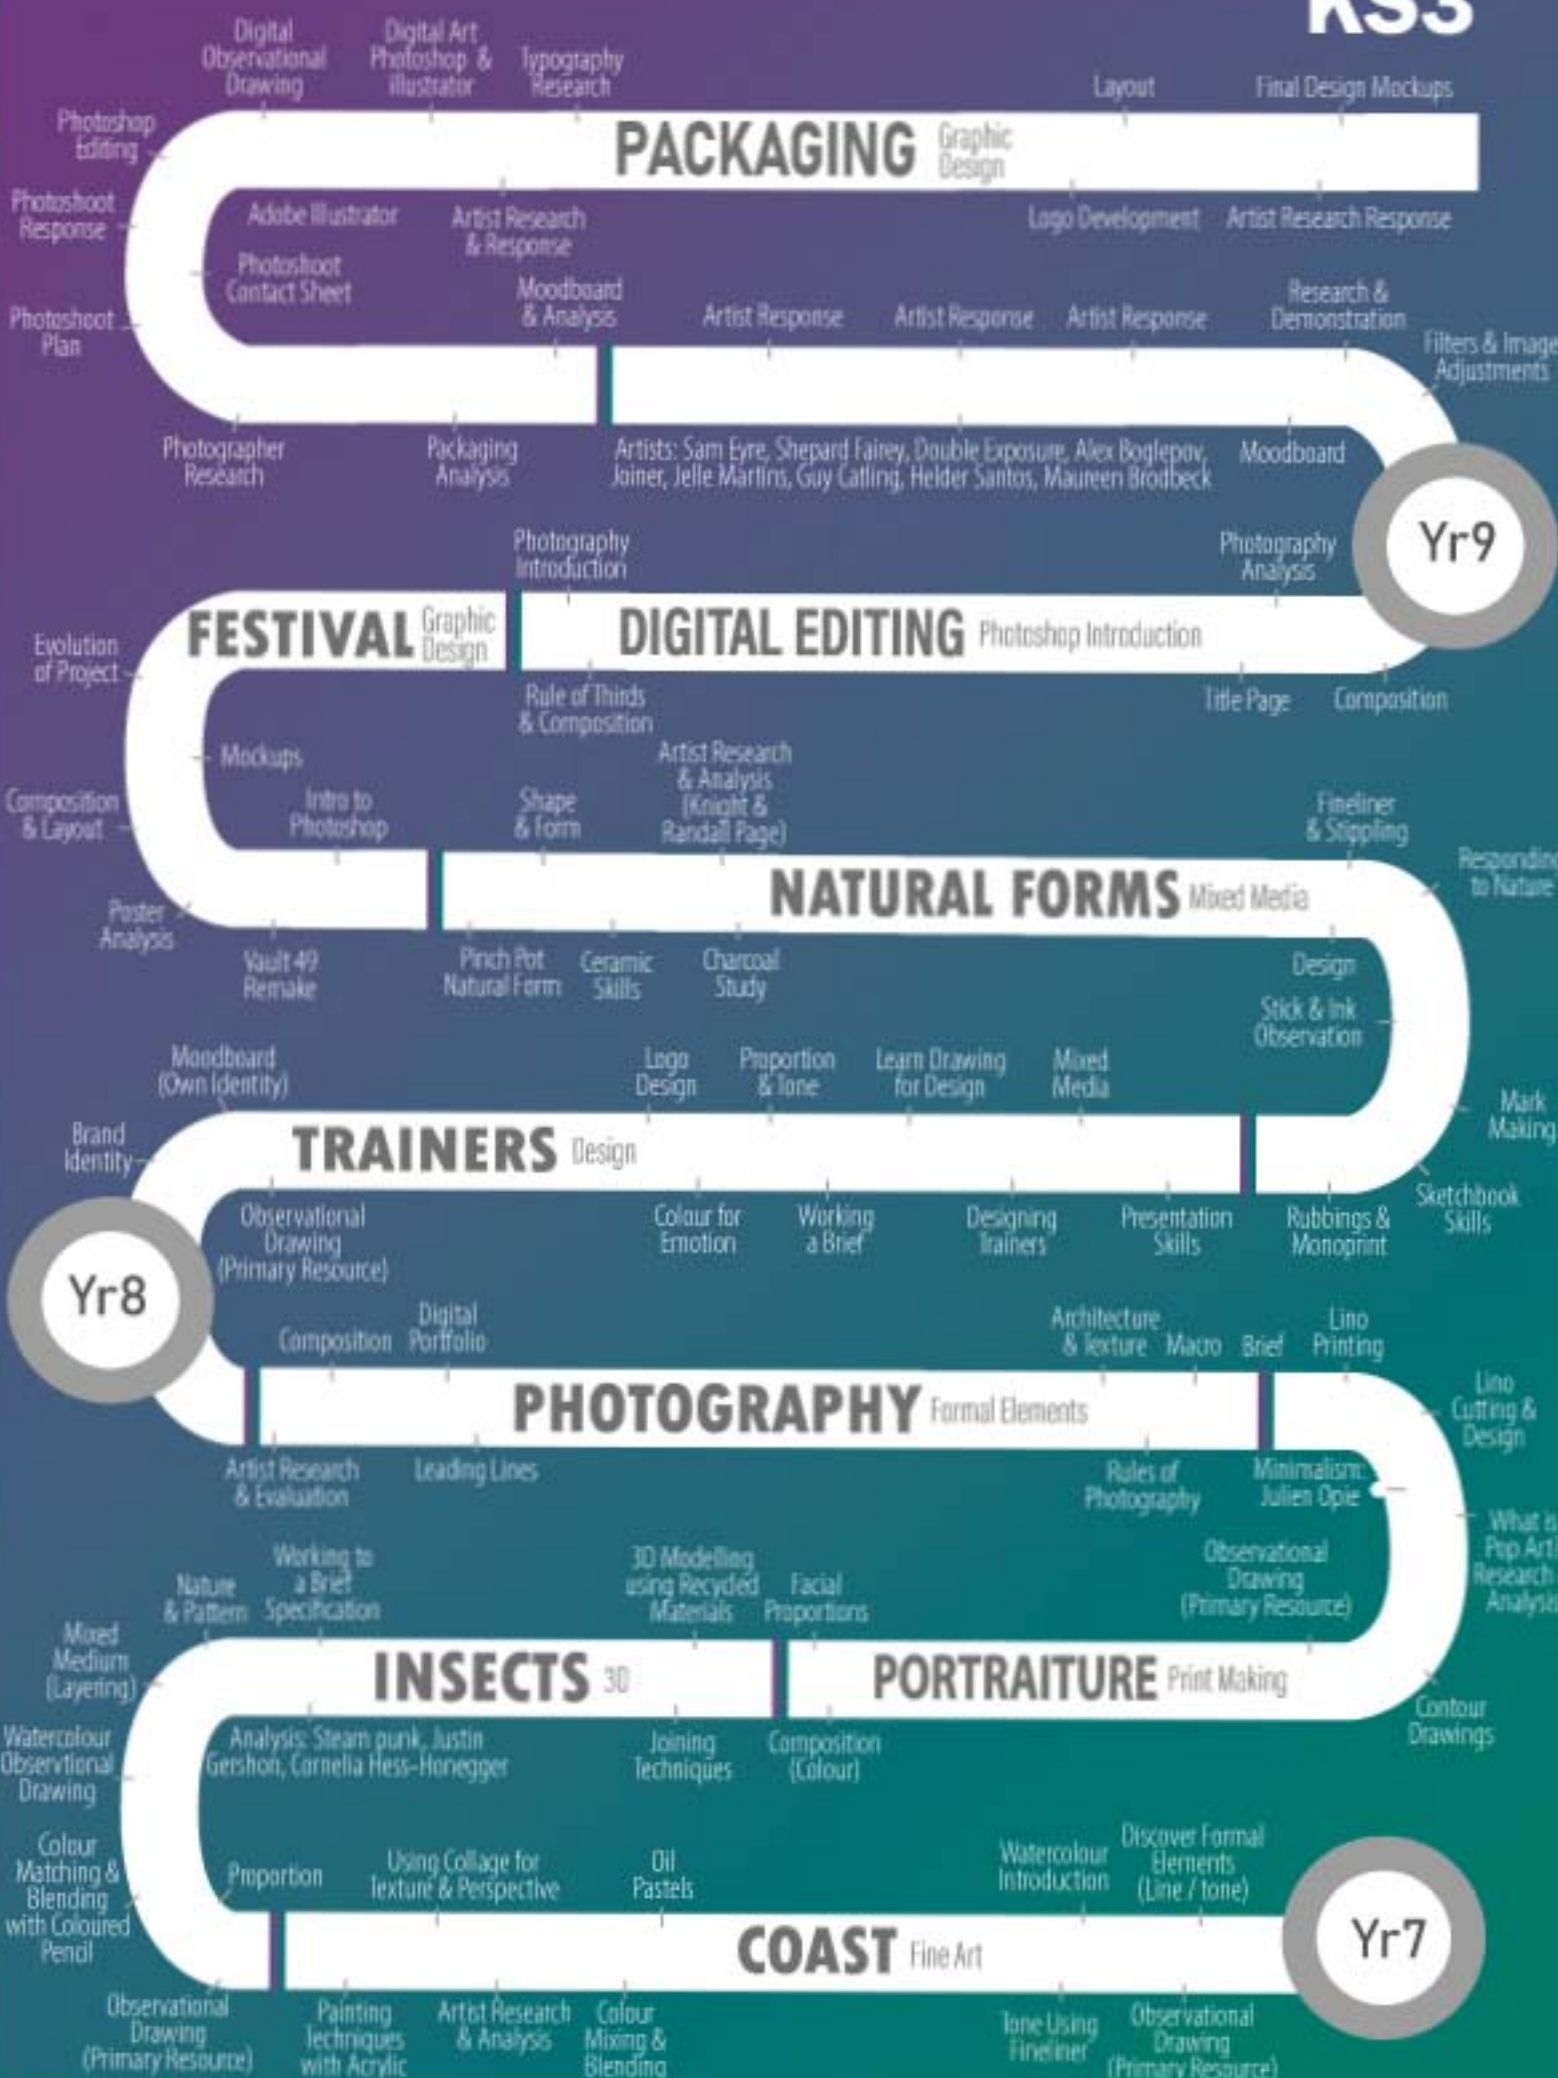 KS3
Digital
Observational
Drawing
Digital Art
Photoshop &
illustrator
Typography
Research
Layout
Final Design Mockups
Photoshop
Editing
PACKAGING
Graphic
Design
Photoshoot
Response
Adobe Illustrator
Artist Research
& Response
Logo Development
Artist Research Response
Photoshoot
Contact Sheet
Photoshoot
Plan
Moodboard
& Analysis
Artist Response
Artist Response
Artist Response
Research &
Demonstration
Filters & Image
Adjustments
Photographer
Research
Packaging
Analysis
Artists: Sam Eyre, Shepard Fairey, Double Exposure, Alex Boglepov,
Joiner, Jelle Martins, Guy Catling, Helder Santos, Maureen Brodbeck
Moodboard
Yr9
Photography
Introduction
Photography
Analysis
FESTIVAL
Graphic
Design
DIGITAL EDITING
Photoshop Introduction
Evolution
of Project
Rule of Thirds
& Composition
Title Page
Composition
Mockups
Composition
& Layout
Intro to
Photoshop
Shape
& Form
Artist Research
& Analysis
(Knight &
Randall Page)
Fineliner
& Stippling
Responding
to Nature
NATURAL FORMS
Mixed Media
Poster
Analysis
Vault 49
Remake
Pinch Pot
Natural Form
Ceramic
Skills
Charcoal
Study
Design
Stick & Ink
Observation
Moodboard
(Own Identity)
Logo
Design
Proportion
& Tone
Learn Drawing
for Design
Mixed
Media
Mark
Making
Brand
Identity
TRAINERS
Design
Observational
Drawing
(Primary Resource)
Colour for
Emotion
Working
a Brief
Designing
Trainers
Presentation
Skills
Rubbings &
Monoprint
Sketchbook
Skills
Yr8
Composition
Digital
Portfolio
Architecture
& Texture
Macro
Brief
Lino
Printing
PHOTOGRAPHY
Formal Elements
Lino
Cutting &
Design
Artist Research
& Evaluation
Leading Lines
Rules of
Photography
Minimalism:
Julien Opie
What is
Pop Art
Research
Analysis
Nature
& Pattern
Working to
a Brief
Specification
3D Modelling
using Recycled
Materials
Facial
Proportions
Observational
Drawing
(Primary Resource)
Mixed
Medium
(Layering)
INSECTS
3D
PORTRAITURE
Print Making
Contour
Drawings
Watercolour
Observtional
Drawing
Analysis: Steam punk, Justin
Gershon, Cornelia Hess-Honegger
Joining
Techniques
Composition
(Colour)
Colour
Matching &
Blending
with Coloured
Pencil
Proportion
Using Collage for
Texture & Perspective
Oil
Pastels
Watercolour
Introduction
Discover Formal
Elements
(Line / tone)
COAST
Fine Art
Yr7
Observational
Drawing
(Primary Resource)
Painting
Techniques
with Acrylic
Artist Research
& Analysis
Colour
Mixing &
Blending
Tone Using
Fineliner
Observational
Drawing
(Primary Resource)